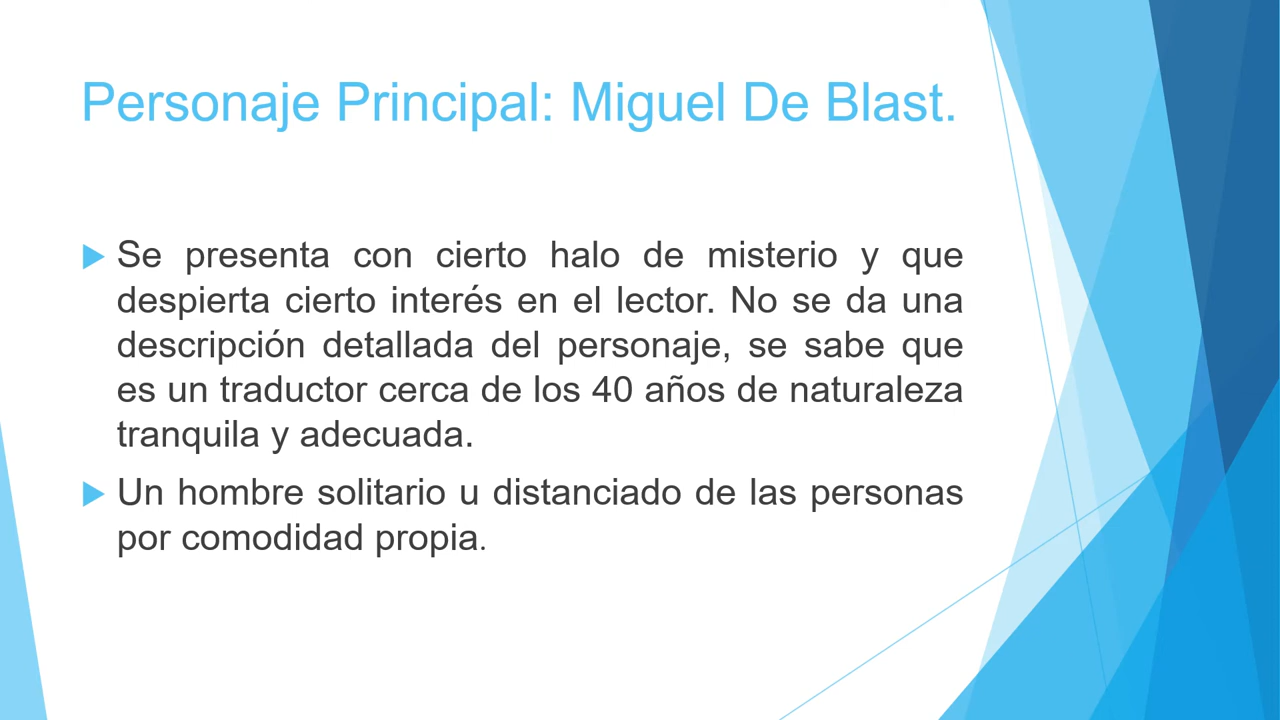 Personaje Principal: Miguel De Blast.
Se presenta con cierto halo de misterio y que
despierta cierto interés en el lector. No se da una
descripción detallada del personaje, se sabe que
es un traductor cerca de los 40 años de naturaleza
tranquila y adecuada.
Un hombre solitario u distanciado de las personas
por comodidad propia.